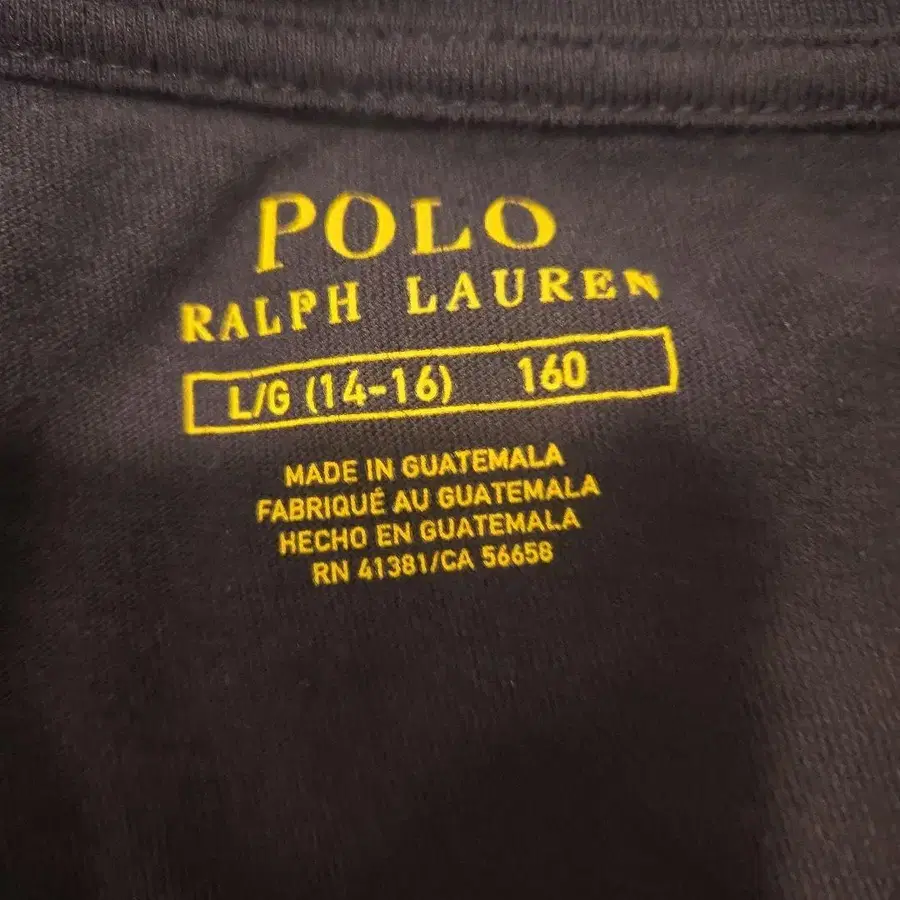 POLO
RALPH LAUREN
L/G (14-16) 160
MADE IN GUATEMALA
FABRIQUÉ AU GUATEMALA
HECHO EN GUATEMALA
RN 41381/CA 56658